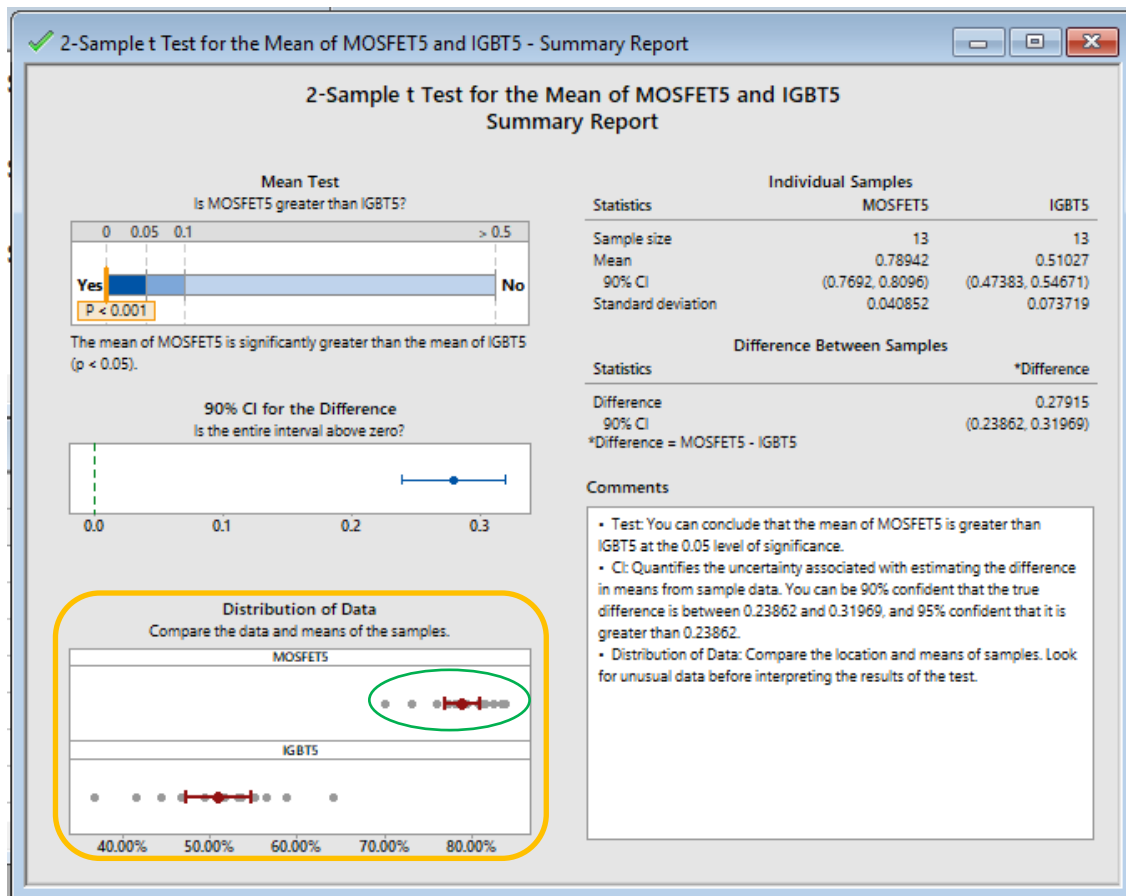 2-Sample t Test for the Mean of MOSFET5 and IGBT5 - Summary Report
2-Sample t Test for the Mean of MOSFET5 and IGBT5
Summary Report
Mean Test
Is MOSFET5 greater than IGBT5?
0 0.05 0.1 > 0.5
Yes No
P < 0.001
The mean of MOSFET5 is significantly greater than the mean of IGBT5
(p < 0.05).
90% CI for the Difference
Is the entire interval above zero?
0.0 0.1 0.2 0.3
Distribution of Data
Compare the data and means of the samples.
MOSFET5
IGBT5
40.00% 50.00% 60.00% 70.00% 80.00%
Individual Samples
Statistics MOSFET5 IGBT5
Sample size 13 13
Mean 0.78942 0.51027
90% CI (0.7692, 0.8096) (0.47383, 0.54671)
Standard deviation 0.040852 0.073719
Difference Between Samples
Statistics *Difference
Difference 0.27915
90% CI (0.23862, 0.31969)
*Difference = MOSFET5 - IGBT5
Comments
• Test: You can conclude that the mean of MOSFET5 is greater than
IGBT5 at the 0.05 level of significance.
• CI: Quantifies the uncertainty associated with estimating the difference
in means from sample data. You can be 90% confident that the true
difference is between 0.23862 and 0.31969, and 95% confident that it is
greater than 0.23862.
• Distribution of Data: Compare the location and means of samples. Look
for unusual data before interpreting the results of the test.